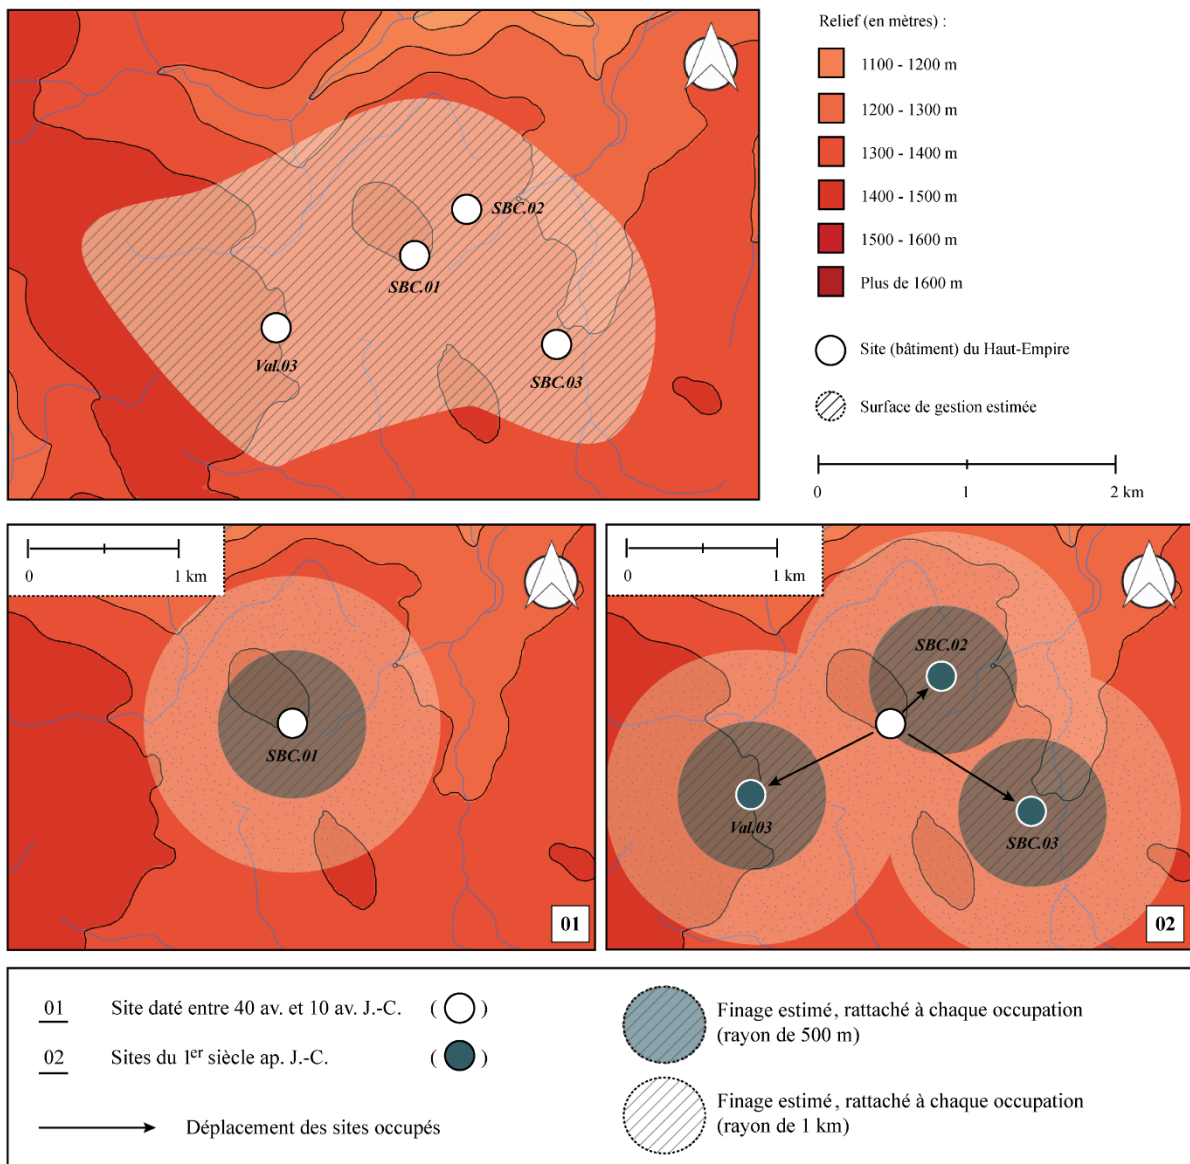 Relief (en mètres) :
1100 - 1200 m
1200 - 1300 m
1300 - 1400 m
1400 - 1500 m
1500 - 1600 m
Plus de 1600 m
Site (bâtiment) du Haut-Empire
Surface de gestion estimée
0 1 2 km
SBC.02
SBC.01
Val.03
SBC.03
0 1 km
SBC.01
01
0 1 km
SBC.02
Val.03
SBC.03
02
01 Site daté entre 40 av. et 10 av. J.-C. ( )
02 Sites du 1er siècle ap. J.-C. ( )
Déplacement des sites occupés
Finage estimé, rattaché à chaque occupation
(rayon de 500 m)
Finage estimé, rattaché à chaque occupation
(rayon de 1 km)